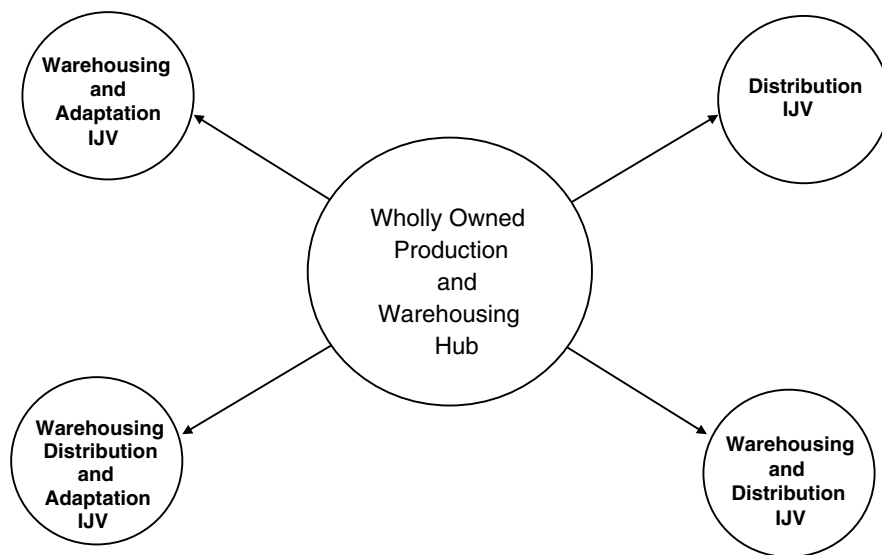 Warehousing
and
Adaptation
IJV
Distribution
IJV
Wholly Owned
Production
and
Warehousing
Hub
Warehousing
Distribution
and
Adaptation
IJV
Warehousing
and
Distribution
IJV